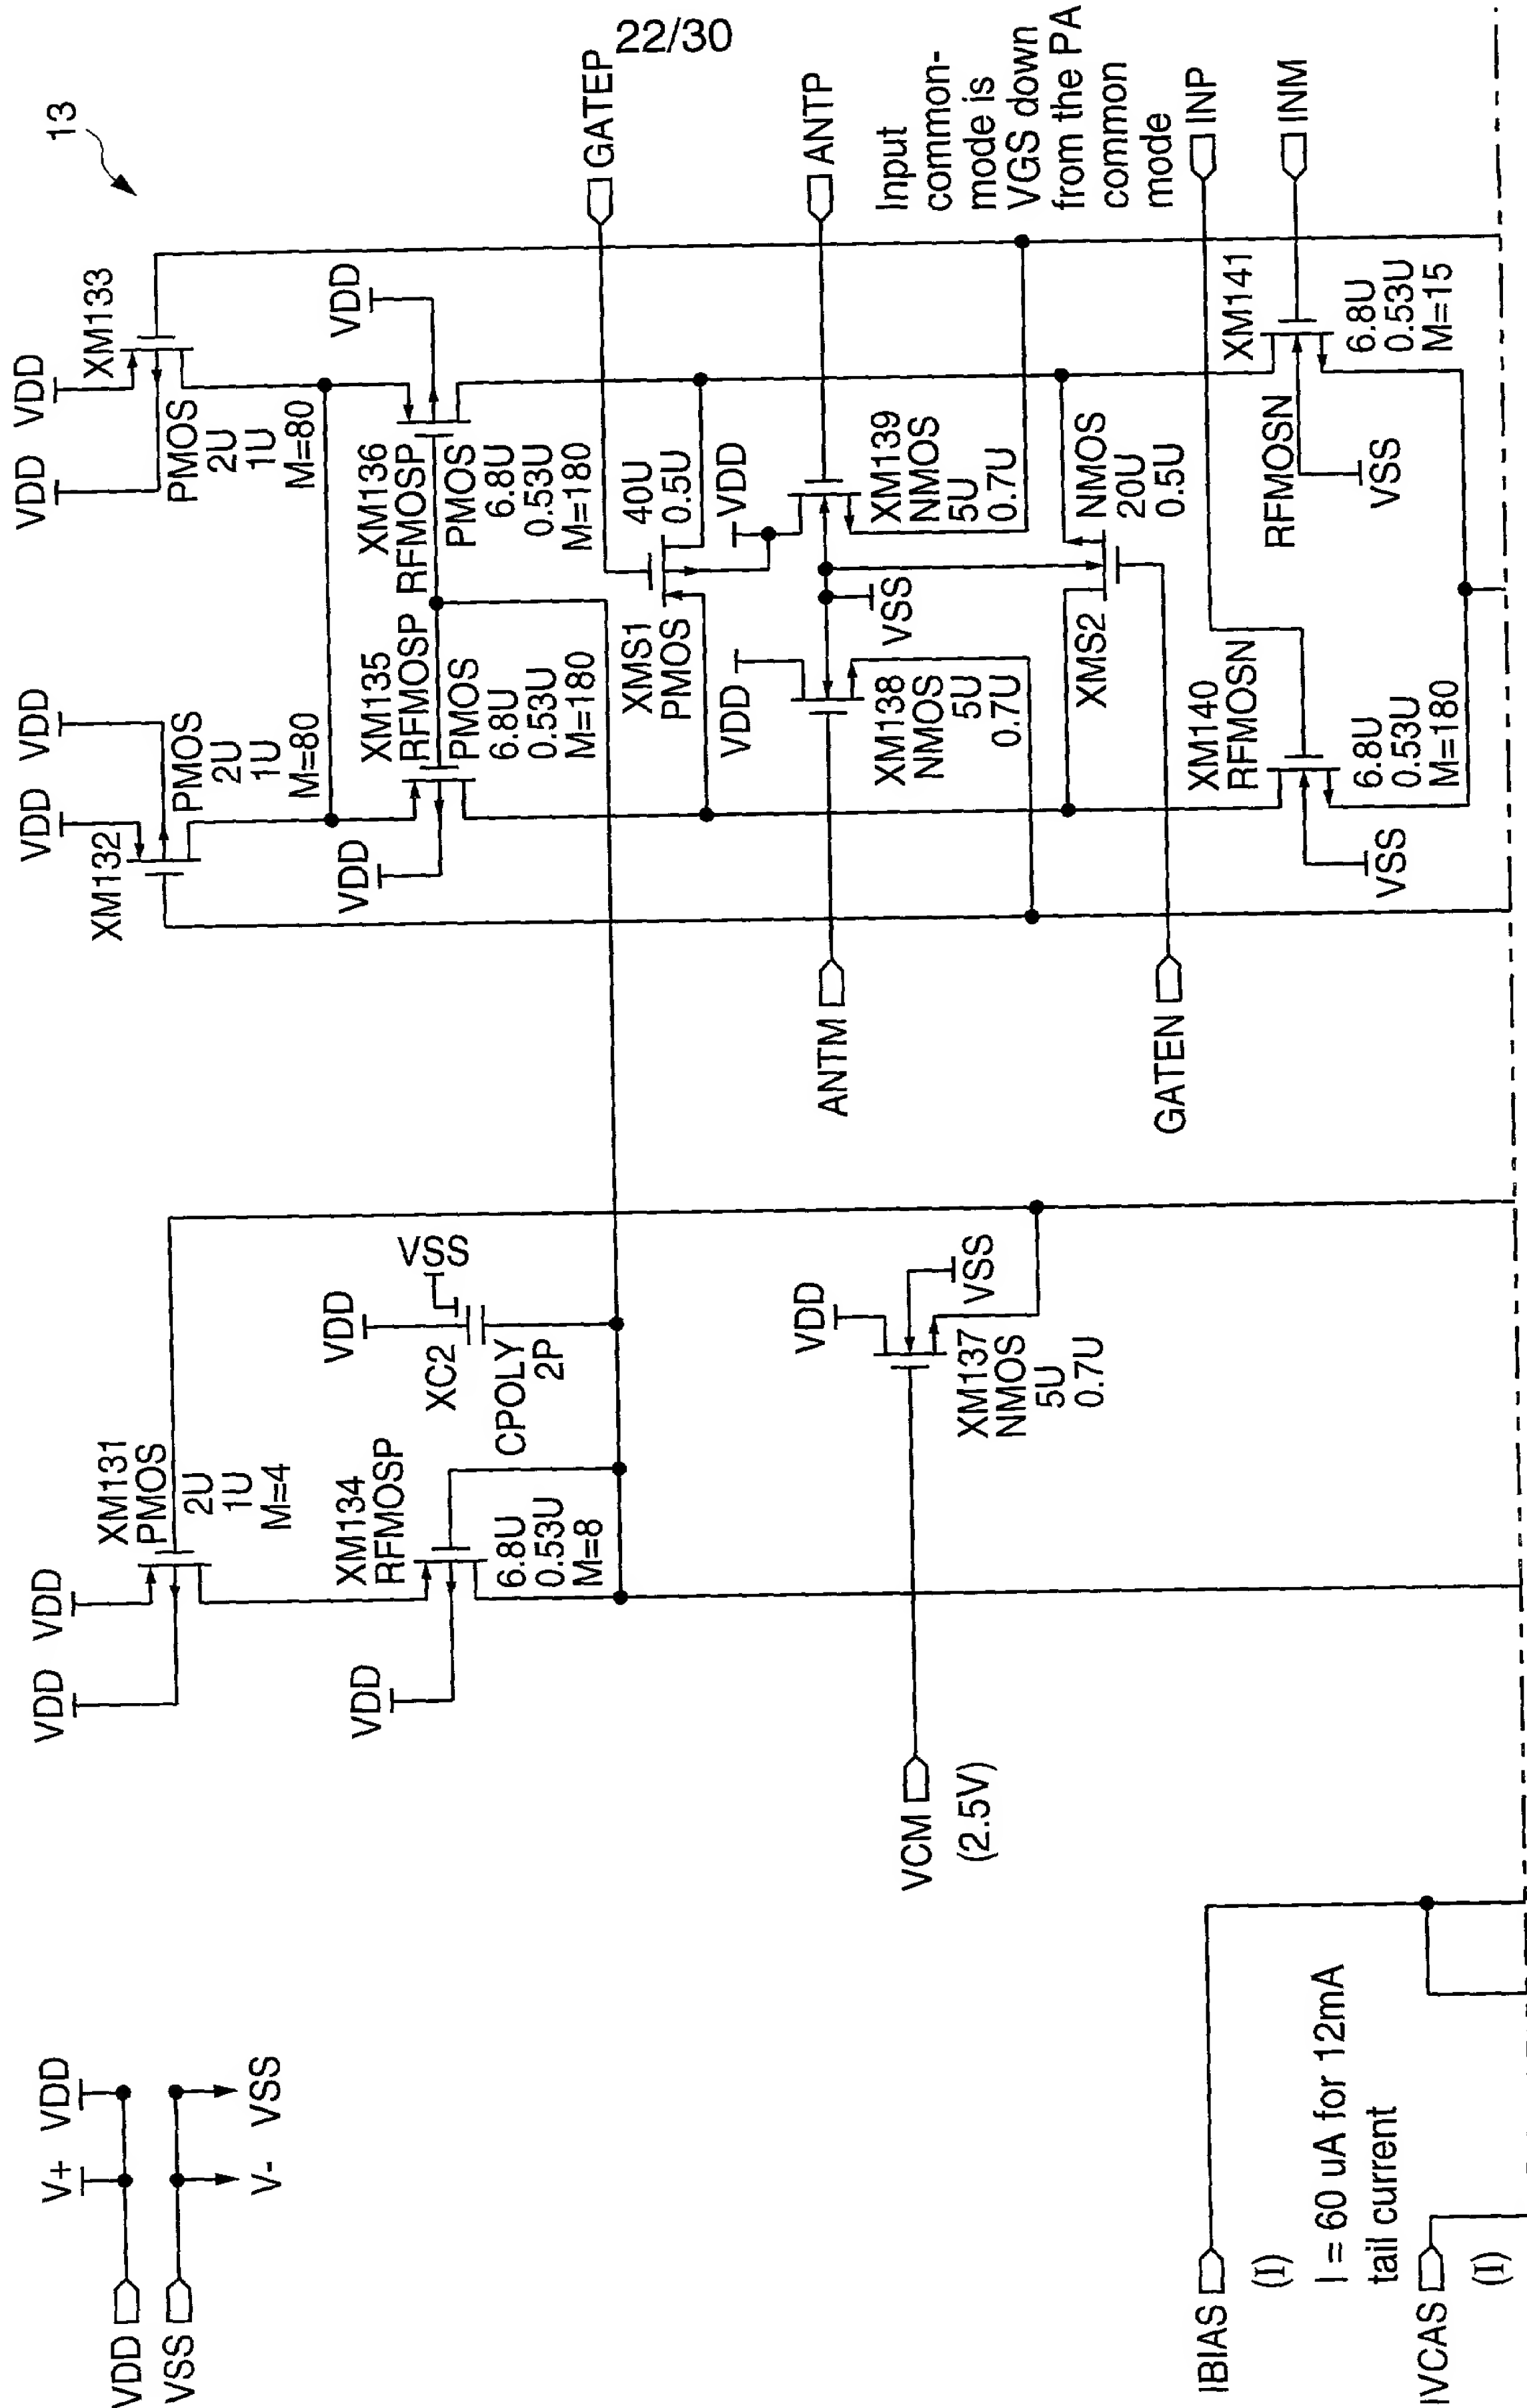 22/30
13
VDD
VSS
V+
VDD
V-
VSS
VDD
VDD
XM131
PMOS
2U
1U
M=4
VDD
XM134
RFMOSP
6.8U
0.53U
M=8
VDD
VSS
XC2
CPOLY
2P
VCM
(2.5V)
VDD
VSS
XM137
NMOS
5U
0.7U
IBIAS
(I)
I = 60 uA for 12mA
tail current
IVCAS
(I)
VDD
VDD
XM132
PMOS
2U
1U
M=80
VDD
VDD
XM133
PMOS
2U
1U
M=80
VDD
XM135
RFMOSP
PMOS
6.8U
0.53U
M=180
VDD
XM136
RFMOSP
PMOS
6.8U
0.53U
M=180
GATEP
XMS1
PMOS
40U
0.5U
VDD
VDD
ANTM
ANTP
XM138
NMOS
5U
0.7U
VSS
XM139
NMOS
5U
0.7U
Input
common-
mode is
VGS down
from the PA
common
mode
GATEN
XMS2
NMOS
20U
0.5U
INP
INM
XM140
RFMOSN
VSS
6.8U
0.53U
M=180
XM141
RFMOSN
VSS
6.8U
0.53U
M=15